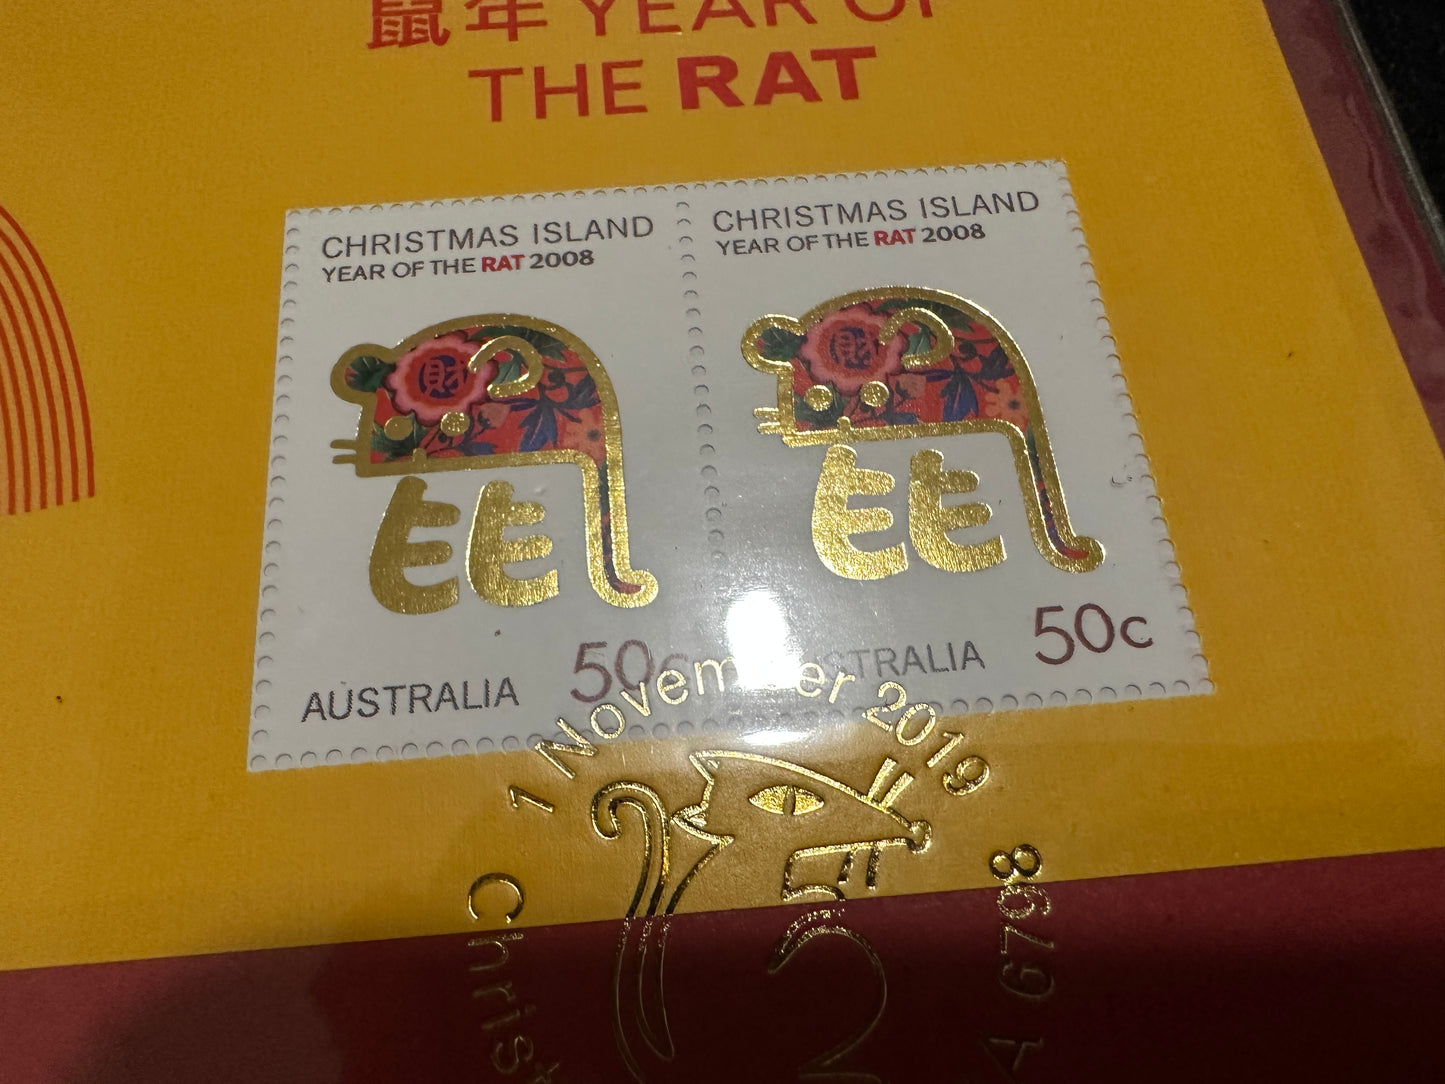 鼠年 YEAR OF
THE RAT
CHRISTMAS ISLAND
YEAR OF THE RAT 2008
財
AUSTRALIA
50c
CHRISTMAS ISLAND
YEAR OF THE RAT 2008
財
AUSTRALIA
50c
1 November 2019
Christ
A 6798